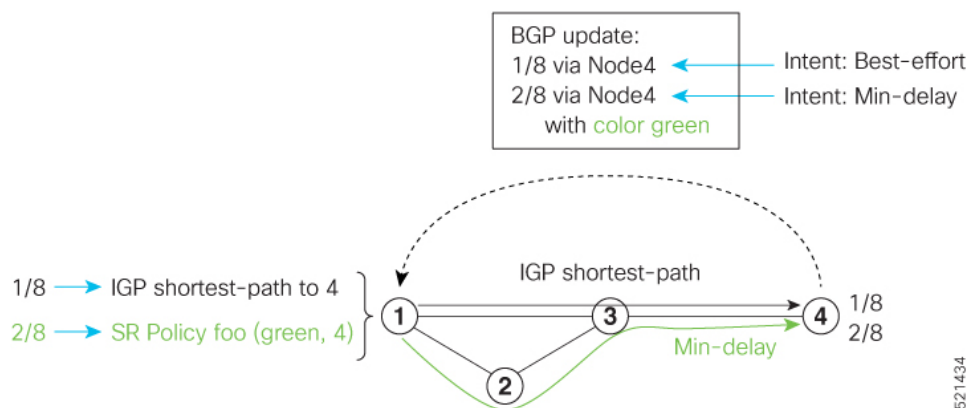 BGP update:
1/8 via Node4
Intent: Best-effort
2/8 via Node4
Intent: Min-delay
with color green
1/8
IGP shortest-path to 4
2/8
SR Policy foo (green, 4)
IGP shortest-path
1
3
4
1/8
2/8
Min-delay
2
521434